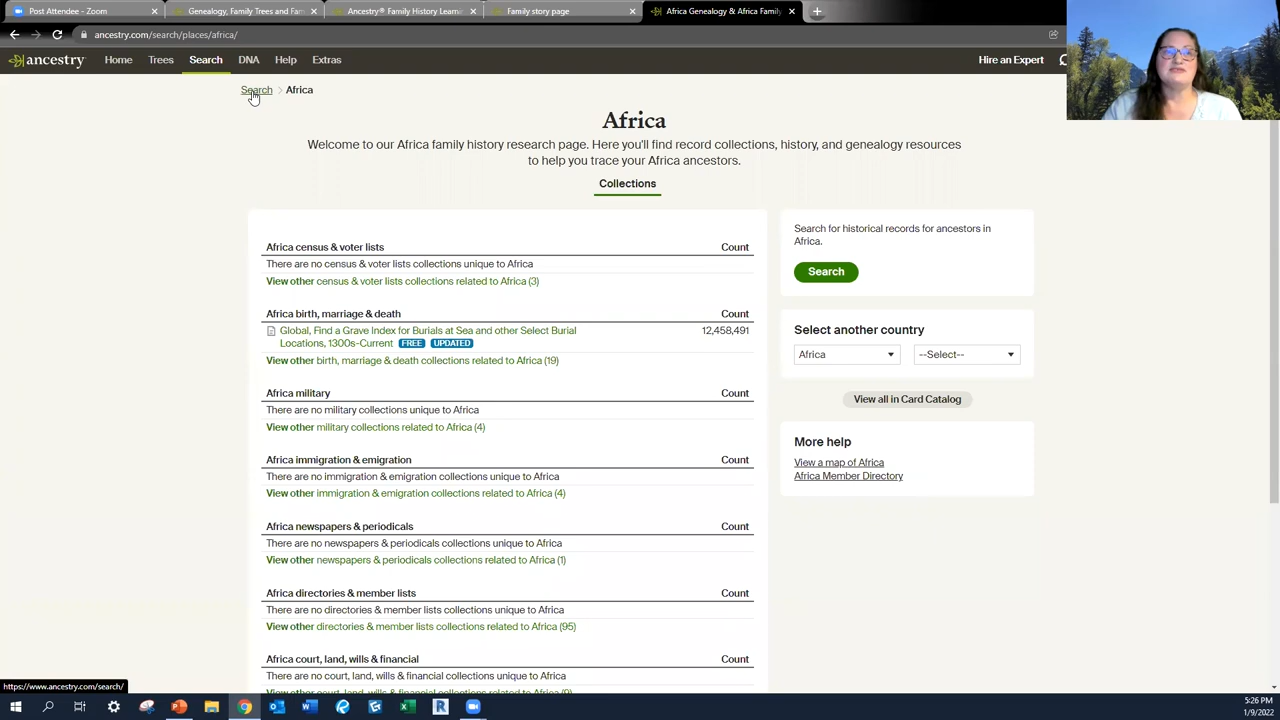 Post Attendee - Zoom
Genealogy, Family Trees and Fam
Ancestry® Family History Learni
Family story page
Africa Genealogy & Africa Family
ancestry.com/search/places/africa/
ancestry
Home
Trees
Search
DNA
Help
Extras
Hire an Expert
Search > Africa
Africa
Welcome to our Africa family history research page. Here you'll find record collections, history, and genealogy resources
to help you trace your Africa ancestors.
Collections
Africa census & voter lists Count
There are no census & voter lists collections unique to Africa
View other census & voter lists collections related to Africa (3)
Africa birth, marriage & death Count
Global, Find a Grave Index for Burials at Sea and other Select Burial 12,458,491
Locations, 1300s-Current FREE UPDATED
View other birth, marriage & death collections related to Africa (19)
Africa military Count
There are no military collections unique to Africa
View other military collections related to Africa (4)
Africa immigration & emigration Count
There are no immigration & emigration collections unique to Africa
View other immigration & emigration collections related to Africa (4)
Africa newspapers & periodicals Count
There are no newspapers & periodicals collections unique to Africa
View other newspapers & periodicals collections related to Africa (1)
Africa directories & member lists Count
There are no directories & member lists collections unique to Africa
View other directories & member lists collections related to Africa (95)
Africa court, land, wills & financial Count
There are no court, land, wills & financial collections unique to Africa
View other court, land, wills & financial collections related to Africa (9)
Search for historical records for ancestors in
Africa.
Search
Select another country
Africa
--Select--
View all in Card Catalog
More help
View a map of Africa
Africa Member Directory
https://www.ancestry.com/search/
5:26 PM
1/9/2022